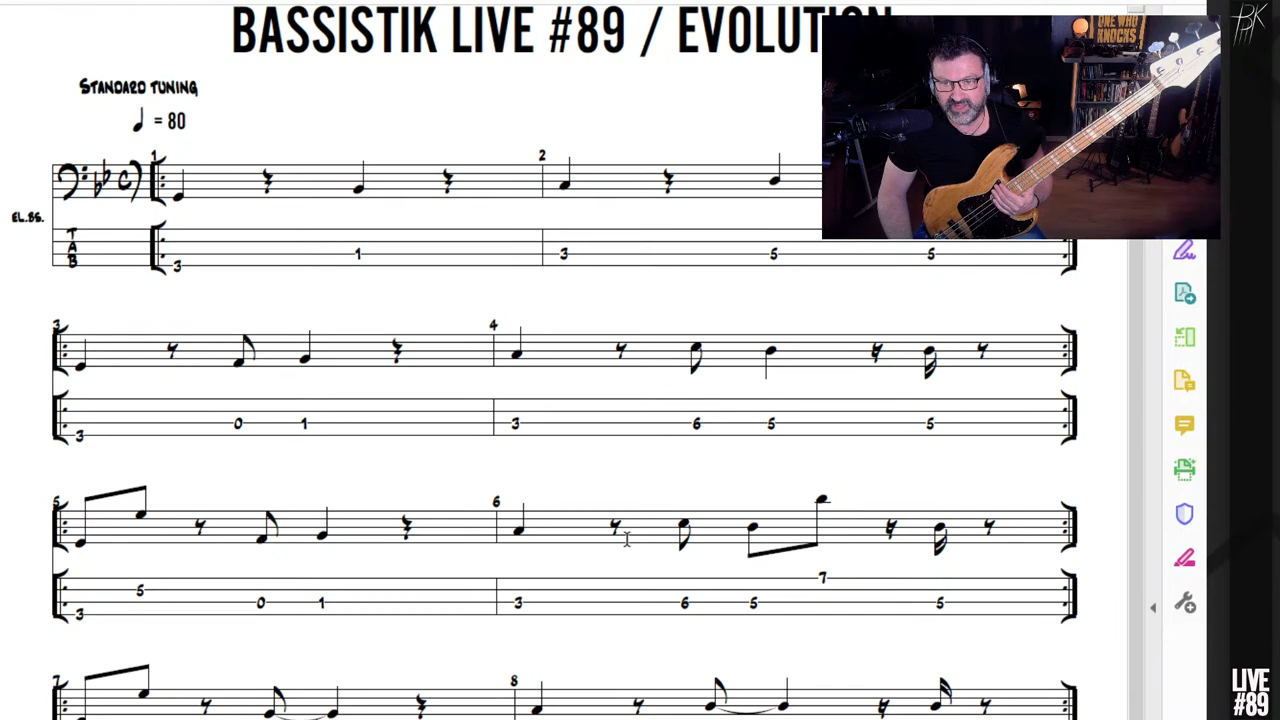 BASSISTIK LIVE #89 / EVOLUTION
ONE WHO
KNOCKS
BK
STANDARD TUNING
= 80
1 2
EL.BS.
T
A
B
3 1 3 5 5
3 4
3 0 1 3 6 5 5
5 6
3 5 0 1 3 6 5 7 5
7 8
LIVE
#89